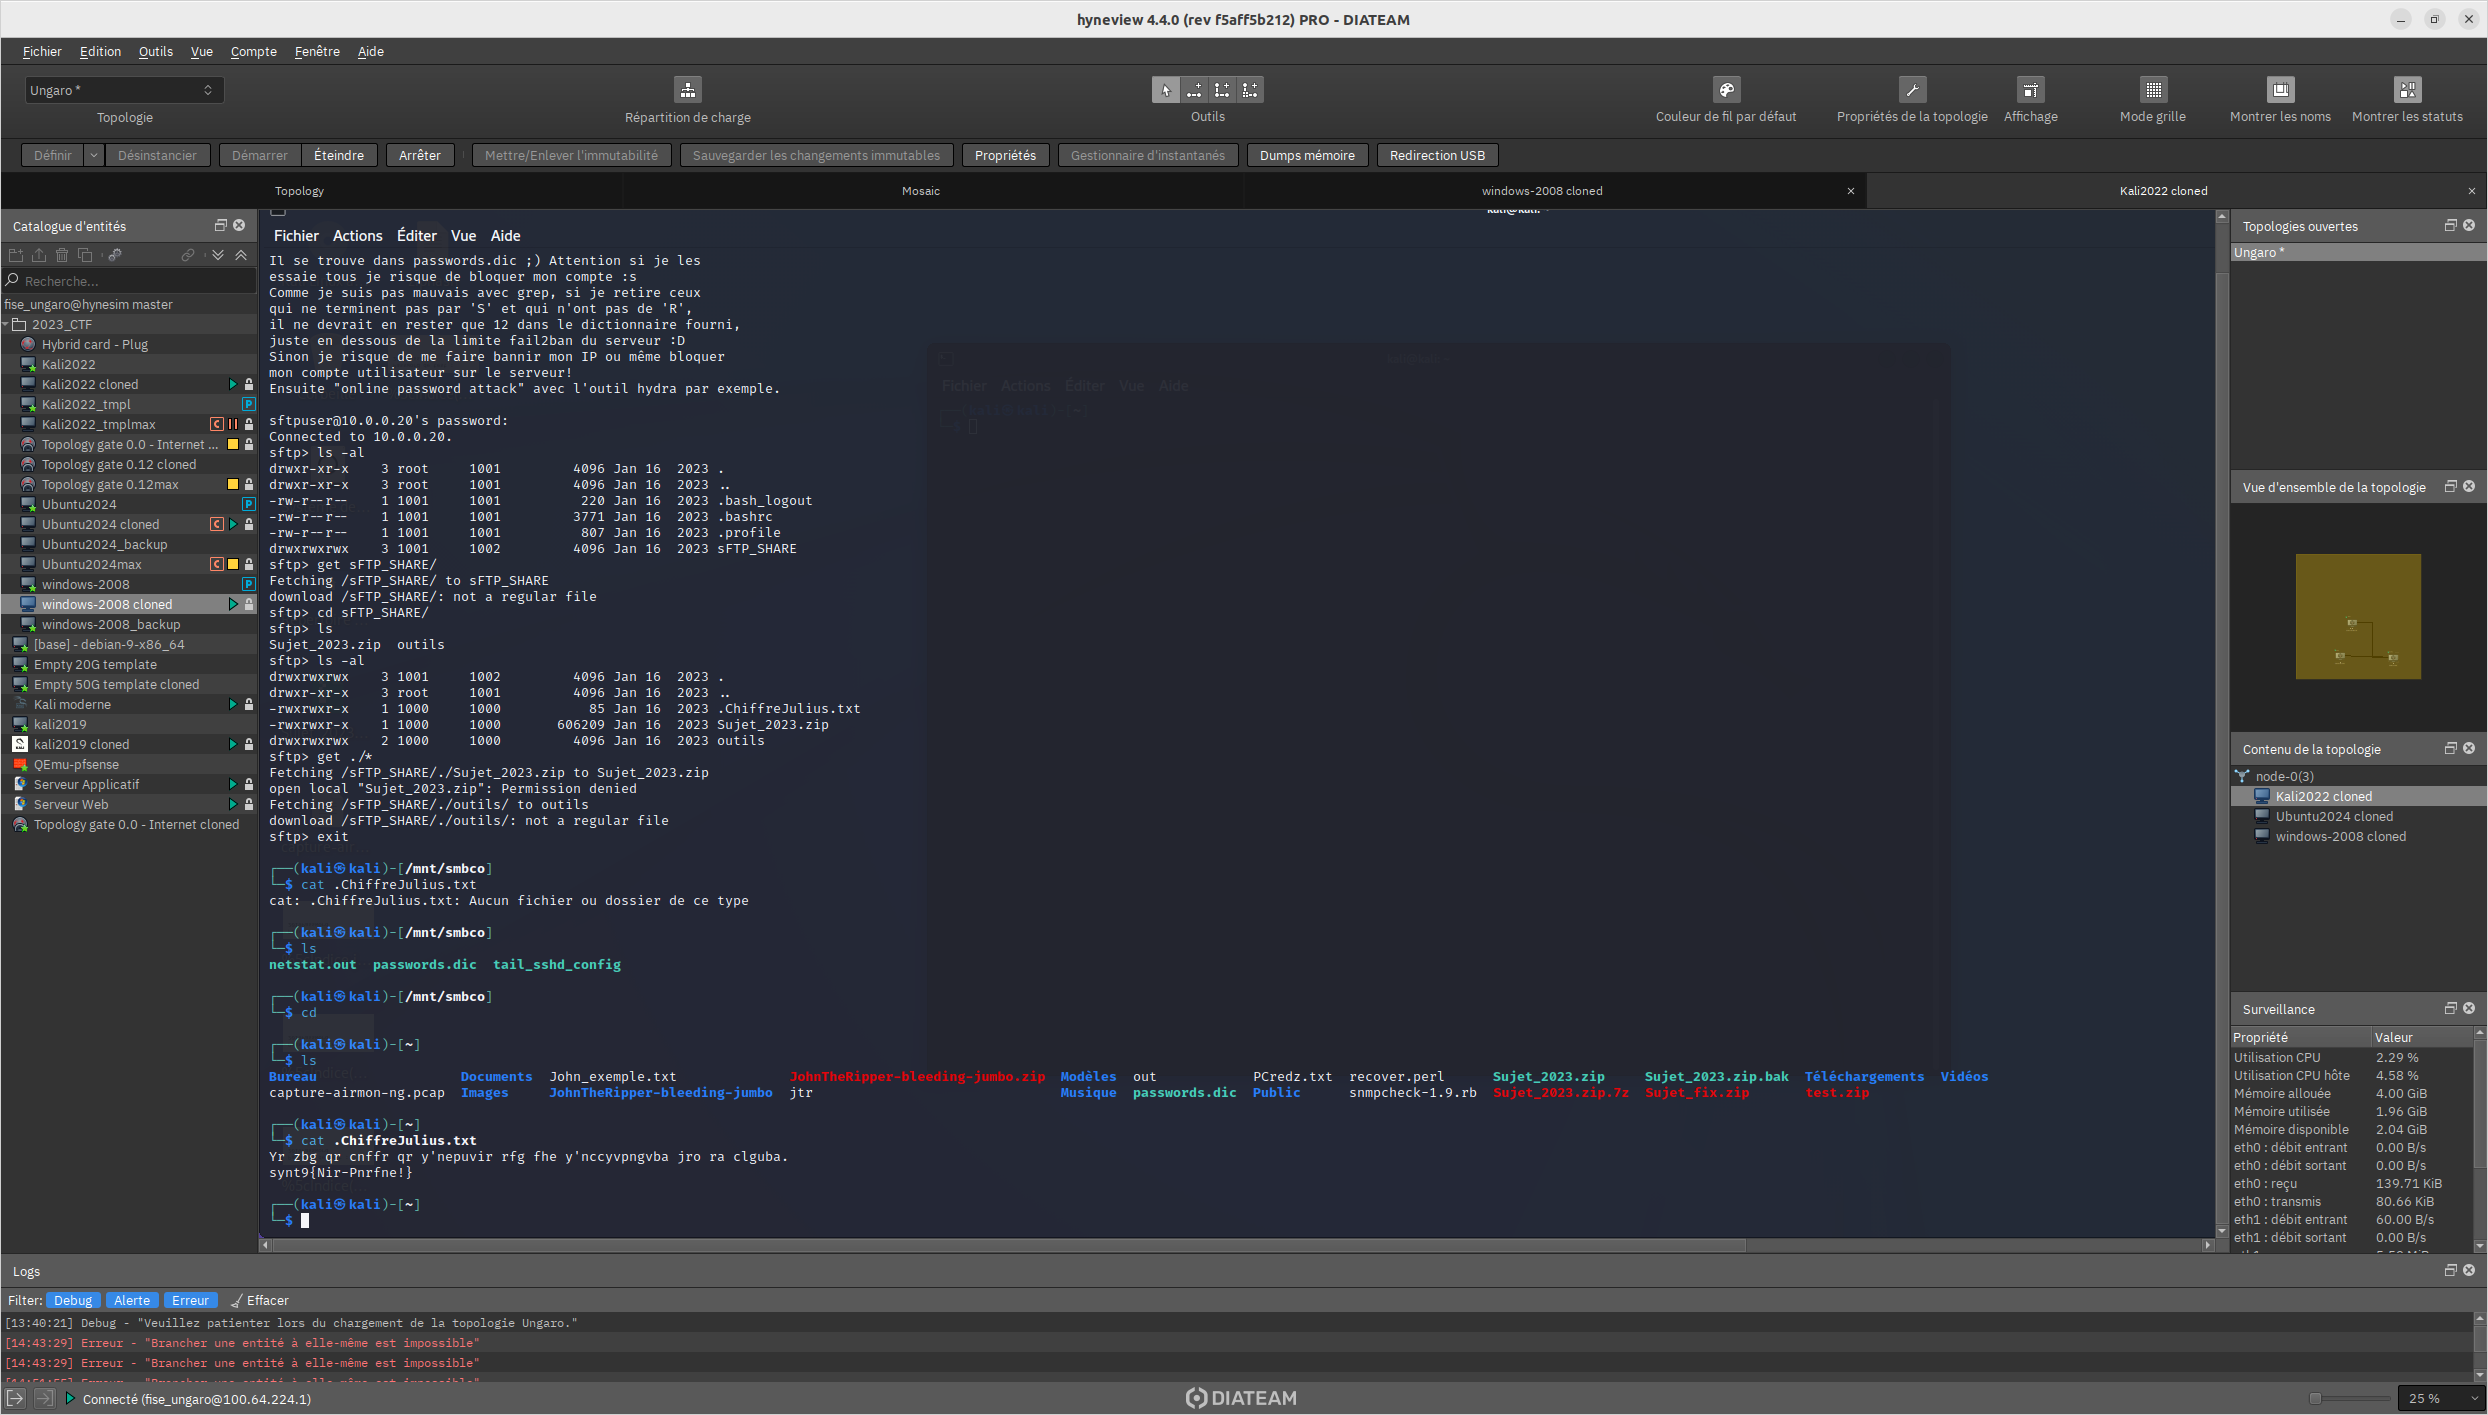 hyneview 4.4.0 (rev f5aff5b212) PRO - DIATEAM
Fichier Edition Outils Vue Compte Fenêtre Aide
Ungaro *
Topologie
Répartition de charge
Outils
Couleur de fil par défaut
Propriétés de la topologie
Affichage
Mode grille
Montrer les noms
Montrer les statuts
Définir Désinstancier Démarrer Éteindre Arrêter Mettre/Enlever l'immutabilité Sauvegarder les changements immutables Propriétés Gestionnaire d'instantanés Dumps mémoire Redirection USB
Topology Mosaic windows-2008 cloned Kali2022 cloned
Catalogue d'entités
Recherche...
fise_ungaro@hynesim master
2023_CTF
Hybrid card - Plug
Kali2022
Kali2022 cloned
Kali2022_tmpl P
Kali2022_tmplmax C
Topology gate 0.0 - Internet ...
Topology gate 0.12 cloned
Topology gate 0.12max
Ubuntu2024 P
Ubuntu2024 cloned C
Ubuntu2024_backup
Ubuntu2024max C
windows-2008 P
windows-2008 cloned
windows-2008_backup
[base] - debian-9-x86_64
Empty 20G template
Empty 50G template cloned
Kali moderne
kali2019
kali2019 cloned
QEmu-pfsense
Serveur Applicatif
Serveur Web
Topology gate 0.0 - Internet cloned
Fichier Actions Éditer Vue Aide
Il se trouve dans passwords.dic ;) Attention si je les
essaie tous je risque de bloquer mon compte :s
Comme je suis pas mauvais avec grep, si je retire ceux
qui ne terminent pas par 'S' et qui n'ont pas de 'R',
il ne devrait en rester que 12 dans le dictionnaire fourni,
juste en dessous de la limite fail2ban du serveur :D
Sinon je risque de me faire bannir mon IP ou même bloquer
mon compte utilisateur sur le serveur!
Ensuite "online password attack" avec l'outil hydra par exemple.
sftpuser@10.0.0.20's password:
Connected to 10.0.0.20.
sftp> ls -al
drwxr-xr-x 3 root 1001 4096 Jan 16 2023 .
drwxr-xr-x 3 root 1001 4096 Jan 16 2023 ..
-rw-r--r-- 1 1001 1001 220 Jan 16 2023 .bash_logout
-rw-r--r-- 1 1001 1001 3771 Jan 16 2023 .bashrc
-rw-r--r-- 1 1001 1001 807 Jan 16 2023 .profile
drwxrwxrwx 3 1001 1002 4096 Jan 16 2023 sFTP_SHARE
sftp> get sFTP_SHARE/
Fetching /sFTP_SHARE/ to sFTP_SHARE
download /sFTP_SHARE/: not a regular file
sftp> cd sFTP_SHARE/
sftp> ls
Sujet_2023.zip outils
sftp> ls -al
drwxrwxrwx 3 1001 1002 4096 Jan 16 2023 .
drwxr-xr-x 3 root 1001 4096 Jan 16 2023 ..
-rwxrwxr-x 1 1000 1000 85 Jan 16 2023 .ChiffreJulius.txt
-rwxrwxr-x 1 1000 1000 606209 Jan 16 2023 Sujet_2023.zip
drwxrwxrwx 2 1000 1000 4096 Jan 16 2023 outils
sftp> get ./*
Fetching /sFTP_SHARE/./Sujet_2023.zip to Sujet_2023.zip
open local "Sujet_2023.zip": Permission denied
Fetching /sFTP_SHARE/./outils/ to outils
download /sFTP_SHARE/./outils/: not a regular file
sftp> exit
┌──(kali㉿kali)-[/mnt/smbco]
└─$ cat .ChiffreJulius.txt
cat: .ChiffreJulius.txt: Aucun fichier ou dossier de ce type
┌──(kali㉿kali)-[/mnt/smbco]
└─$ ls
netstat.out passwords.dic tail_sshd_config
┌──(kali㉿kali)-[/mnt/smbco]
└─$ cd
┌──(kali㉿kali)-[~]
└─$ ls
Bureau Documents John_exemple.txt JohnTheRipper-bleeding-jumbo.zip Modèles out PCredz.txt recover.perl Sujet_2023.zip Sujet_2023.zip.bak Téléchargements Vidéos
capture-airmon-ng.pcap Images JohnTheRipper-bleeding-jumbo jtr Musique passwords.dic Public snmpcheck-1.9.rb Sujet_2023.zip.7z Sujet_fix.zip test.zip
┌──(kali㉿kali)-[~]
└─$ cat .ChiffreJulius.txt
Yr zbg qr cnffr qr y'nepuvir rfg fhe y'nccyvpngvba jro ra clguba.
synt9{Nir-Pnrfne!}
┌──(kali㉿kali)-[~]
└─$
Fichier Actions Éditer Vue Aide
Topologies ouvertes
Ungaro *
Vue d'ensemble de la topologie
Contenu de la topologie
node-0(3)
Kali2022 cloned
Ubuntu2024 cloned
windows-2008 cloned
Surveillance
Propriété Valeur
Utilisation CPU 2.29 %
Utilisation CPU hôte 4.58 %
Mémoire allouée 4.00 GiB
Mémoire utilisée 1.96 GiB
Mémoire disponible 2.04 GiB
eth0 : débit entrant 0.00 B/s
eth0 : débit sortant 0.00 B/s
eth0 : reçu 139.71 KiB
eth0 : transmis 80.66 KiB
eth1 : débit entrant 60.00 B/s
eth1 : débit sortant 0.00 B/s
Logs
Filter: Debug Alerte Erreur Effacer
[13:40:21] Debug - "Veuillez patienter lors du chargement de la topologie Ungaro."
[14:43:29] Erreur - "Brancher une entité à elle-même est impossible"
[14:43:29] Erreur - "Brancher une entité à elle-même est impossible"
Connecté (fise_ungaro@100.64.224.1)
DIATEAM
25 %